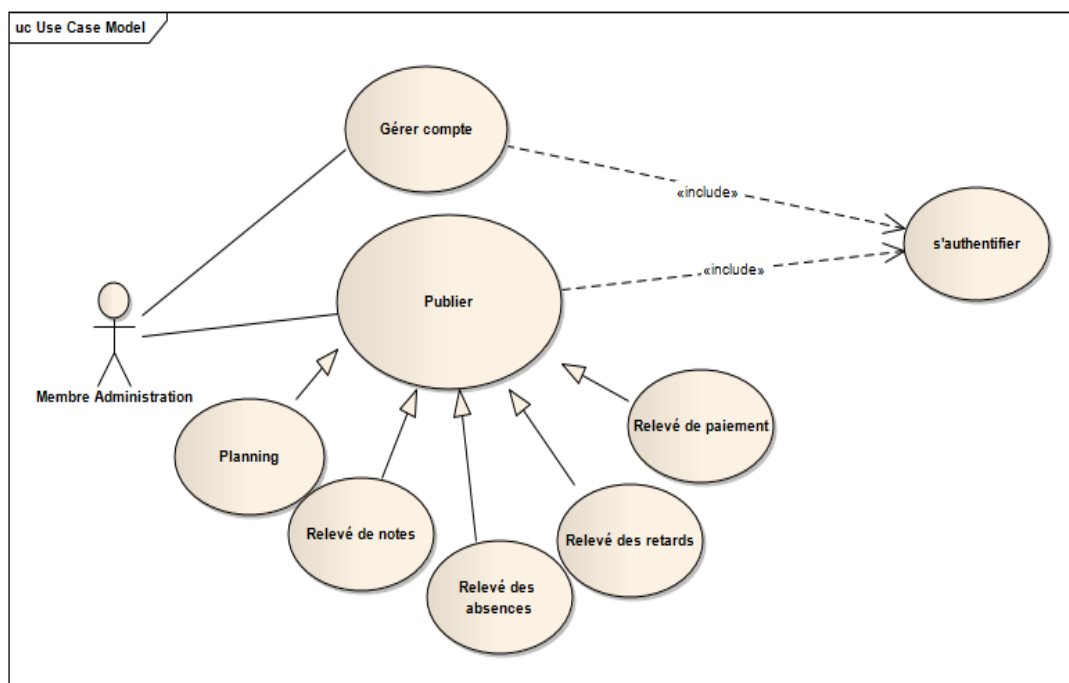 uc Use Case Model
Gérer compte
«include»
s'authentifier
«include»
Publier
Membre Administration
Relevé de paiement
Planning
Relevé de notes
Relevé des retards
Relevé des
absences